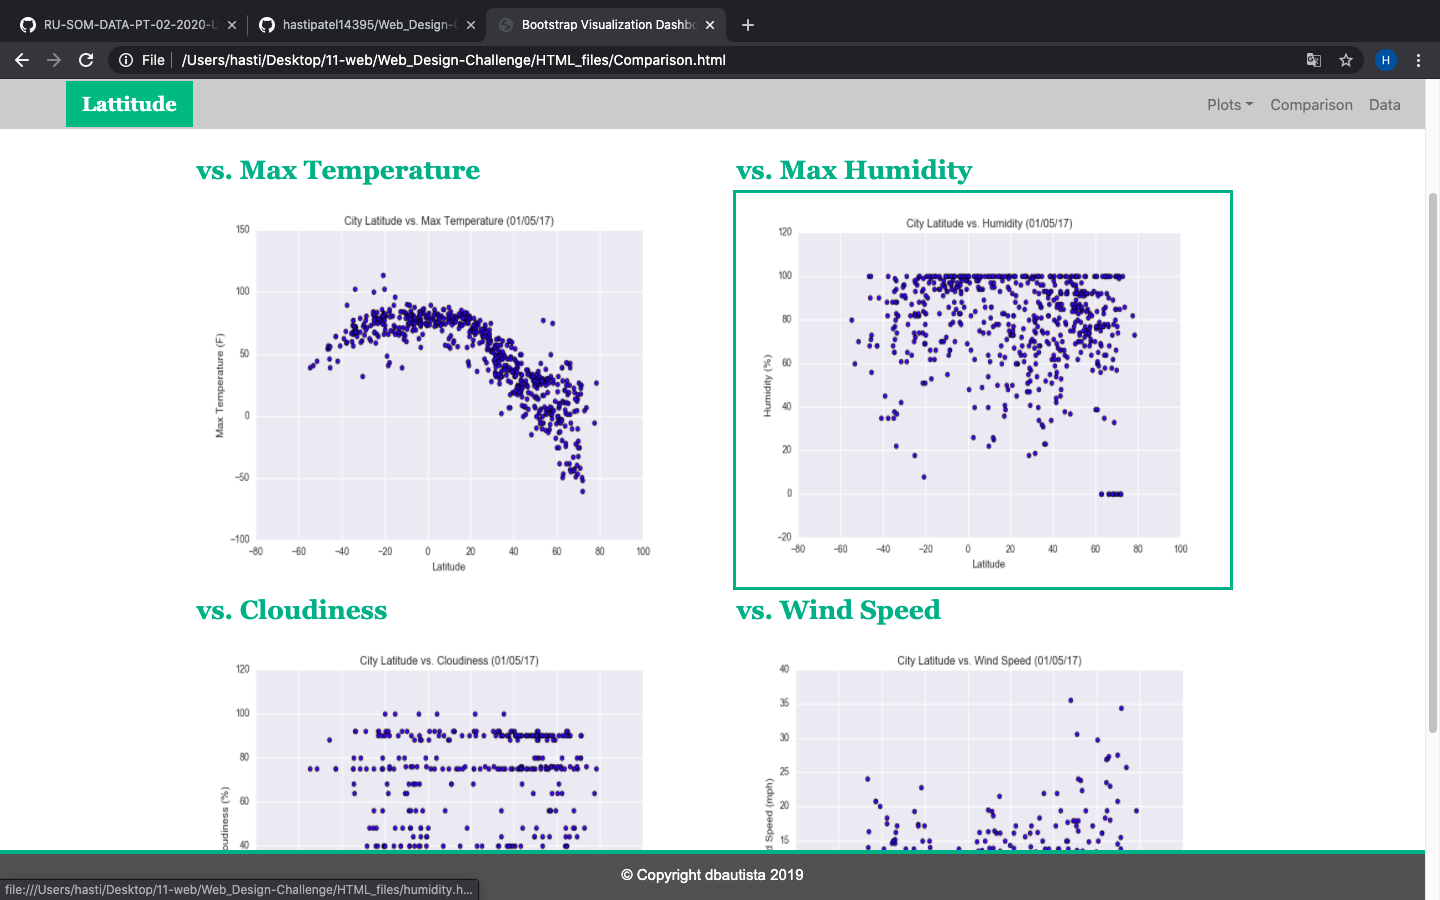 RU-SOM-DATA-PT-02-2020-U
hastipatel14395/Web_Design-C
Bootstrap Visualization Dashbo
File
/Users/hasti/Desktop/11-web/Web_Design-Challenge/HTML_files/Comparison.html
H
Lattitude
Plots
Comparison
Data
vs. Max Temperature
City Latitude vs. Max Temperature (01/05/17)
150
100
50
0
−50
−100
Max Temperature (F)
−80 −60 −40 −20 0 20 40 60 80 100
Latitude
vs. Max Humidity
City Latitude vs. Humidity (01/05/17)
120
100
80
60
40
20
0
−20
Humidity (%)
−80 −60 −40 −20 0 20 40 60 80 100
Latitude
vs. Cloudiness
City Latitude vs. Cloudiness (01/05/17)
120
100
80
60
40
oudiness (%)
vs. Wind Speed
City Latitude vs. Wind Speed (01/05/17)
40
35
30
25
20
15
d Speed (mph)
© Copyright dbautista 2019
file:///Users/hasti/Desktop/11-web/Web_Design-Challenge/HTML_files/humidity.h...